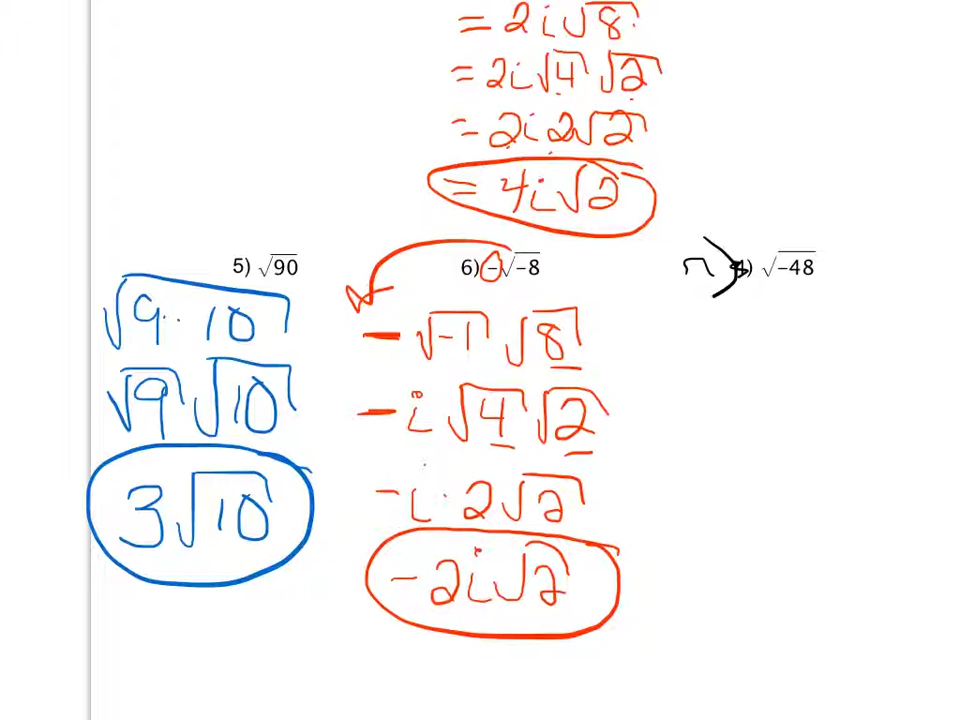 = 2i√8
= 2i√4 √2
= 2i 2√2
= 4i√2
5) √90
6) -√-8
) √-48
√9 · 10
√9 √10
3√10
- √-1 √8
- i √4 √2
- i · 2√2
- 2i√2